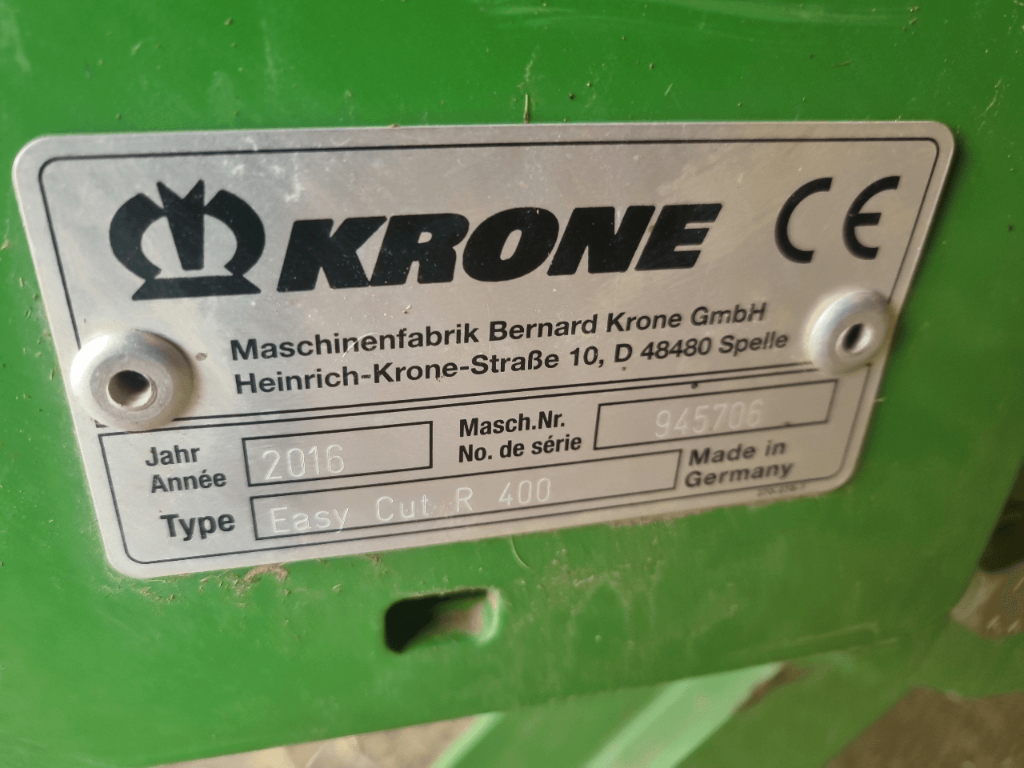 KRONE CE
Maschinenfabrik Bernard Krone GmbH
Heinrich-Krone-Straße 10, D 48480 Spelle
Jahr
Année
2016
Masch.Nr.
No. de série
945706
Type
Easy Cut R 400
Made in
Germany